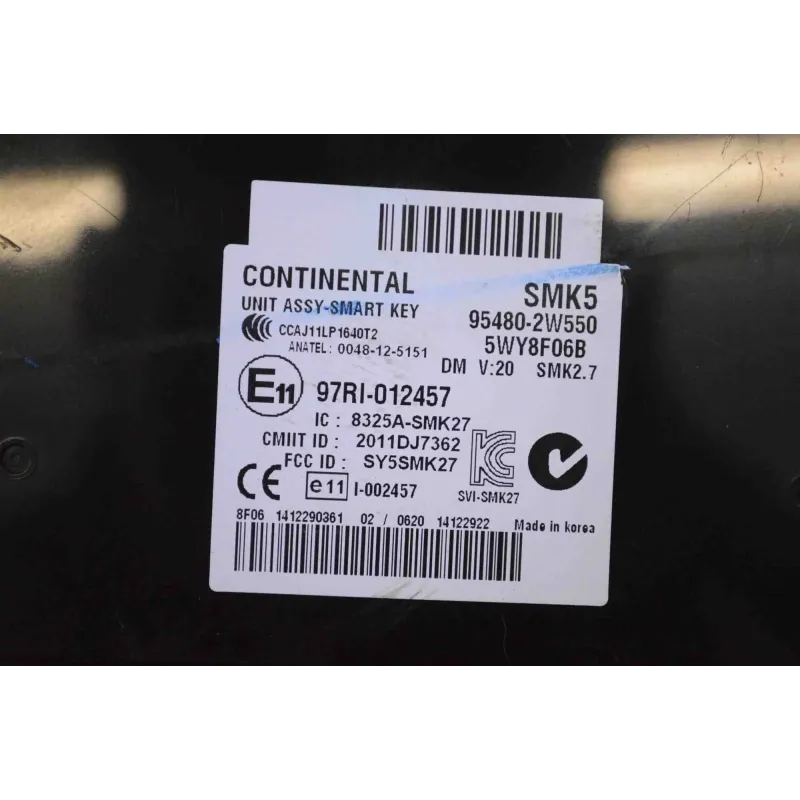 CONTINENTAL
SMK5
UNIT ASSY-SMART KEY
95480-2W550
CCC
CCAJ11LP1640T2
5WY8F06B
ANATEL: 0048-12-5151
DM V:20 SMK2.7
E11
97RI-012457
IC : 8325A-SMK27
CMIIT ID : 2011DJ7362
FCC ID : SY5SMK27
KC
CE
e11 I-002457
SVI-SMK27
8F06 1412290361 02 / 0620 14122922
Made in korea